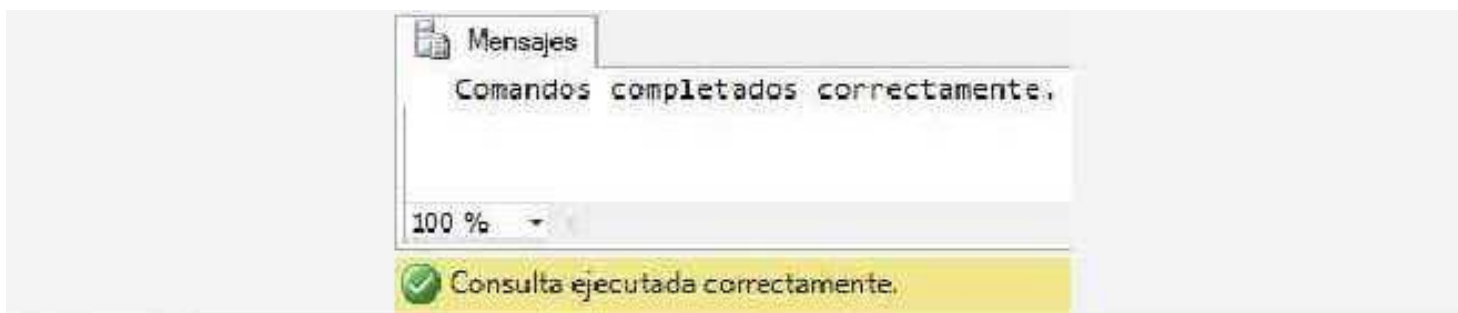 Mensajes
Comandos completados correctamente.
100 %
Consulta ejecutada correctamente.